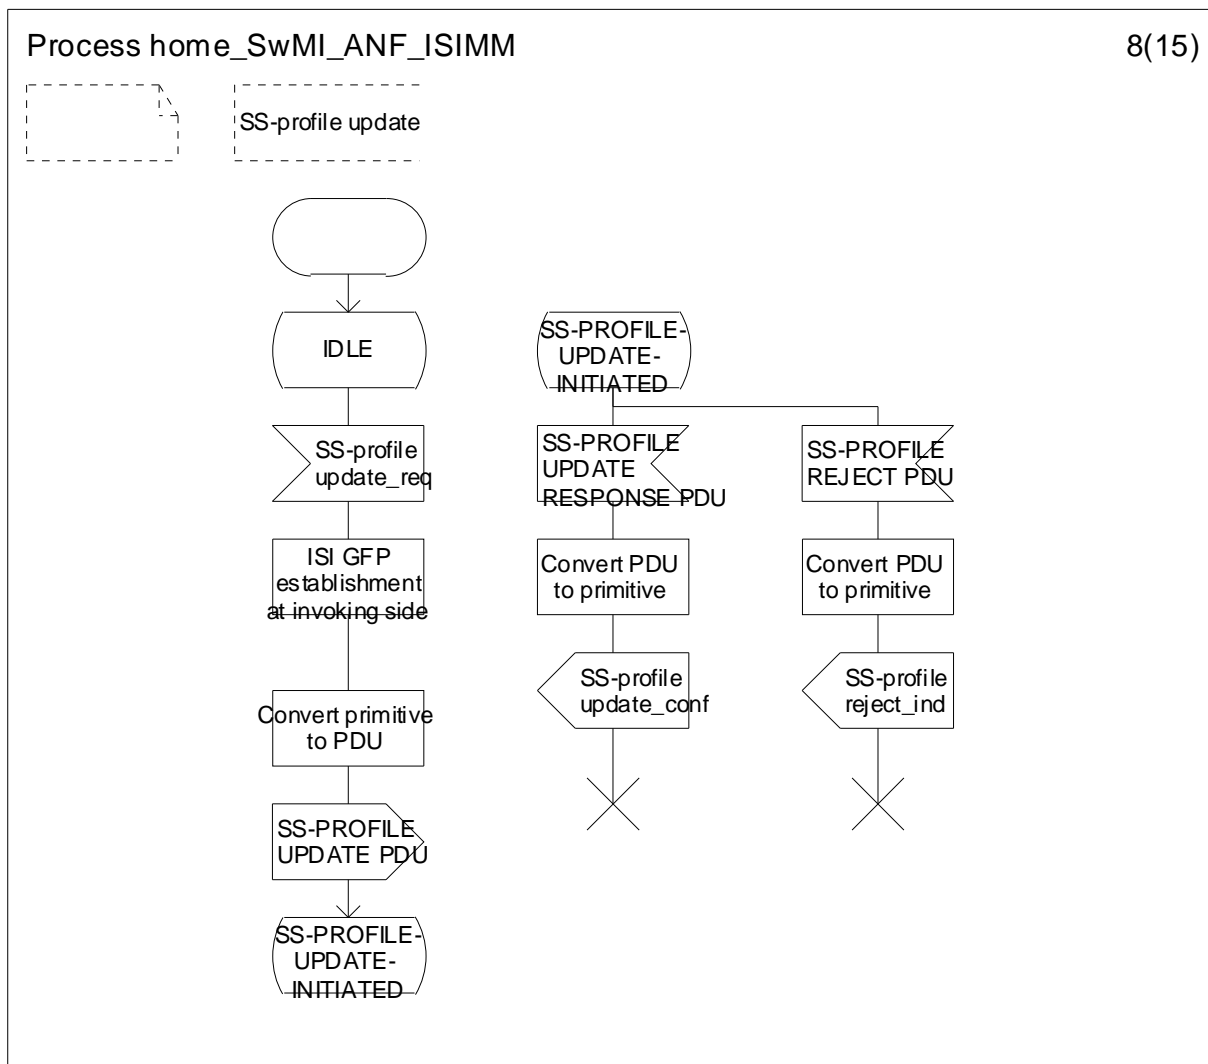 Process home_SwMI_ANF_ISIMM
8(15)
SS-profile update
IDLE
SS-profile
update_req
ISI GFP
establishment
at invoking side
Convert primitive
to PDU
SS-PROFILE
UPDATE PDU
SS-PROFILE-
UPDATE-
INITIATED
SS-PROFILE-
UPDATE-
INITIATED
SS-PROFILE
UPDATE
RESPONSE PDU
Convert PDU
to primitive
SS-profile
update_conf
SS-PROFILE
REJECT PDU
Convert PDU
to primitive
SS-profile
reject_ind